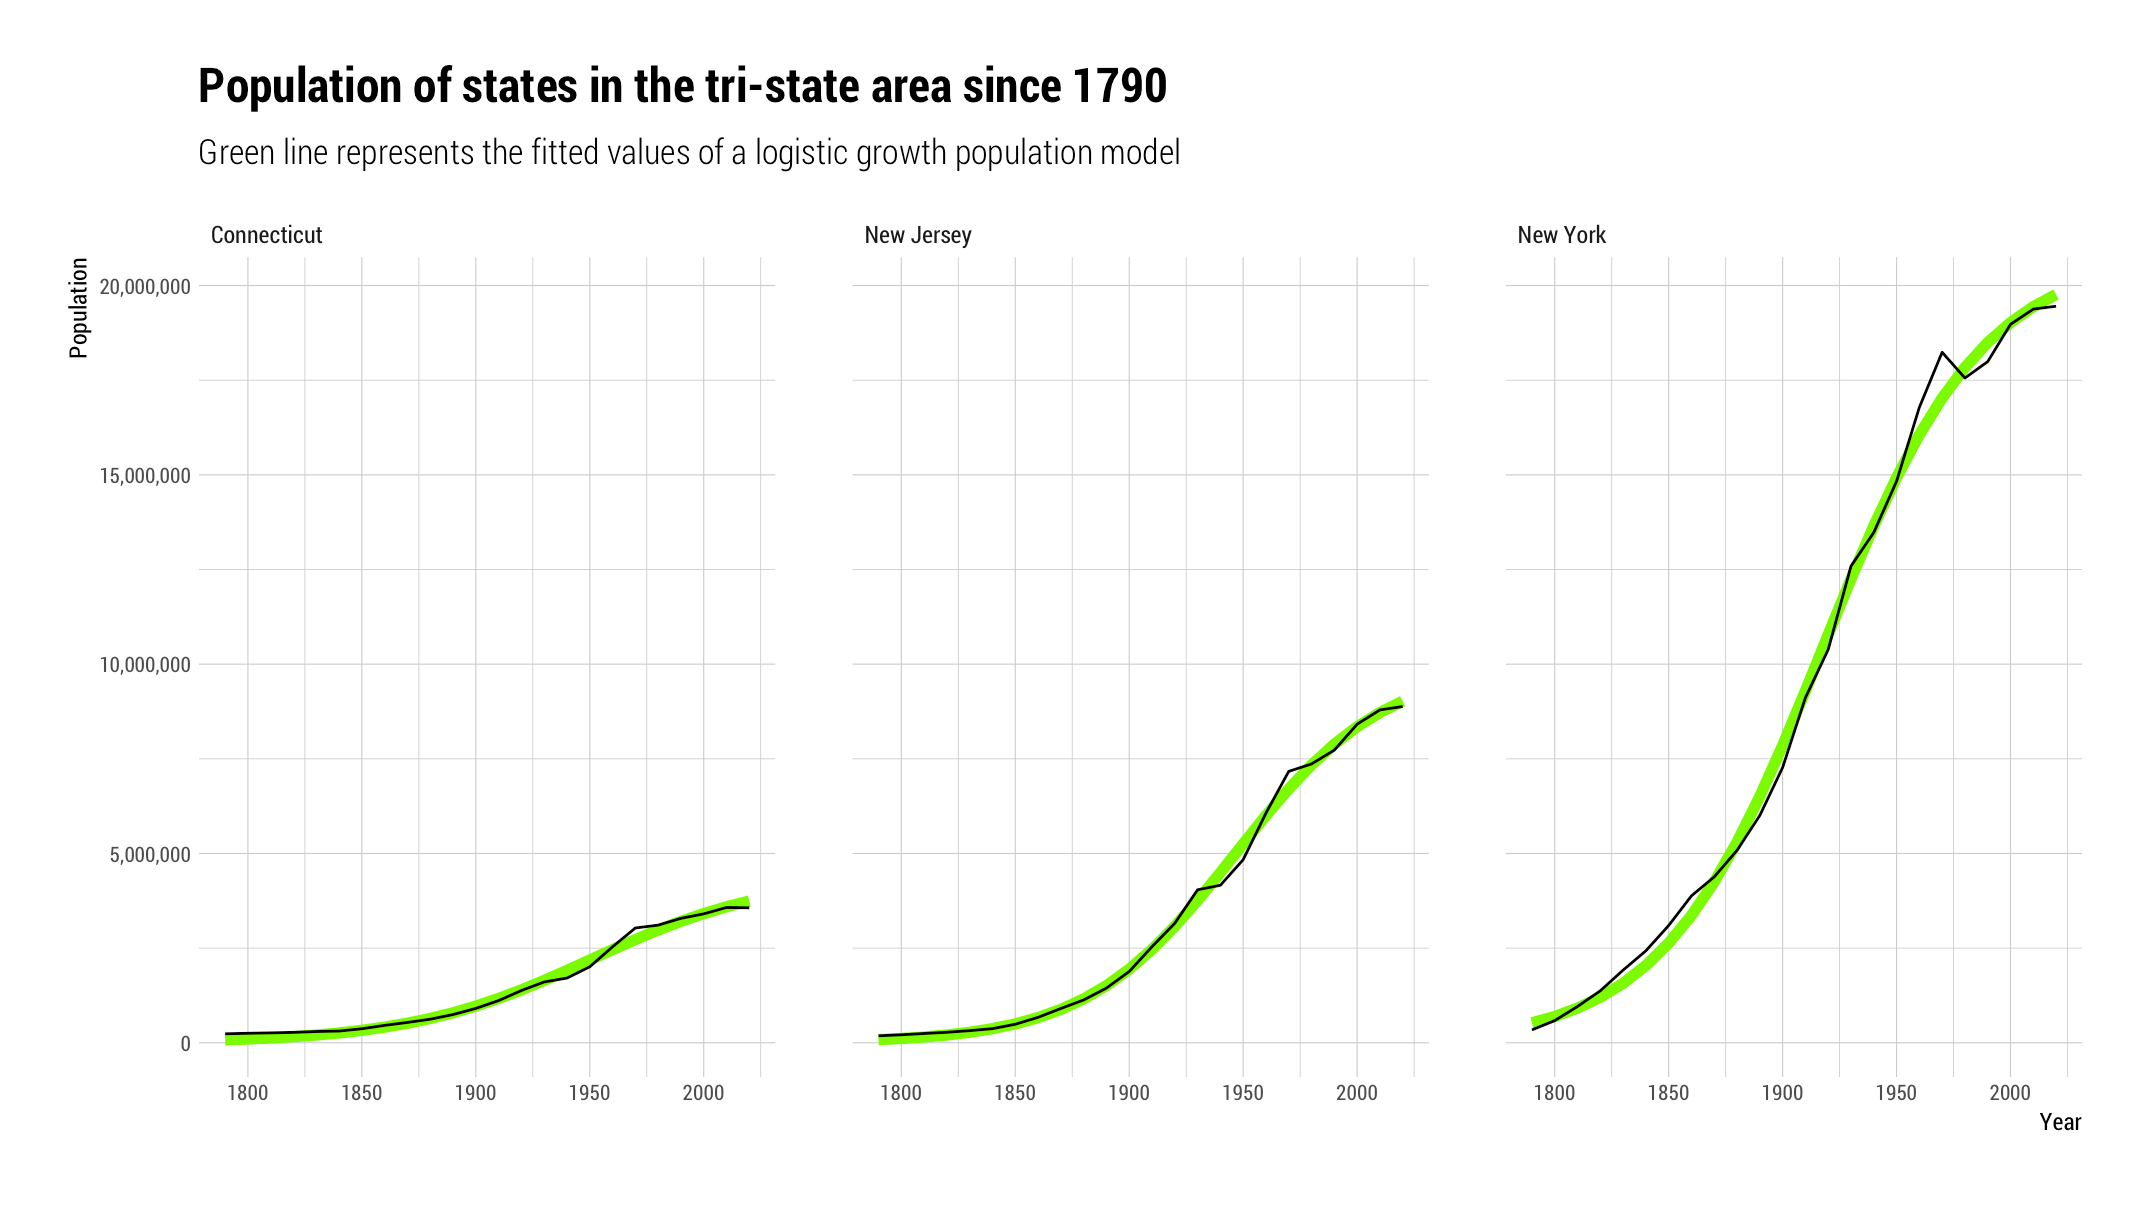 Population of states in the tri-state area since 1790
Green line represents the fitted values of a logistic growth population model
Connecticut
New Jersey
New York
Population
20,000,000
15,000,000
10,000,000
5,000,000
0
1800 1850 1900 1950 2000
1800 1850 1900 1950 2000
1800 1850 1900 1950 2000
Year